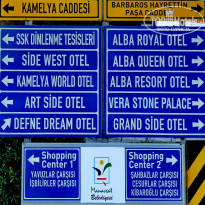 KAMELYA CADDESİ
BARBAROS HAYRETTİN
PAŞA CADDESİ
SSK DİNLENME TESİSLERİ
SIDE WEST OTEL
KAMELYA WORLD OTEL
ART SİDE OTEL
DEFNE DREAM OTEL
ALBA ROYAL OTEL
ALBA QUEEN OTEL
ALBA RESORT OTEL
VERA STONE PALACE
GRAND SİDE OTEL
Shopping
Center 1
YAVUZLAR ÇARŞISI
İŞBİLİRLER ÇARŞISI
Manavgat
Belediyesi
Shopping
Center 2
ŞAHBAZLAR ÇARŞISI
CESURLAR ÇARŞISI
KİBAROĞLU ÇARŞISI